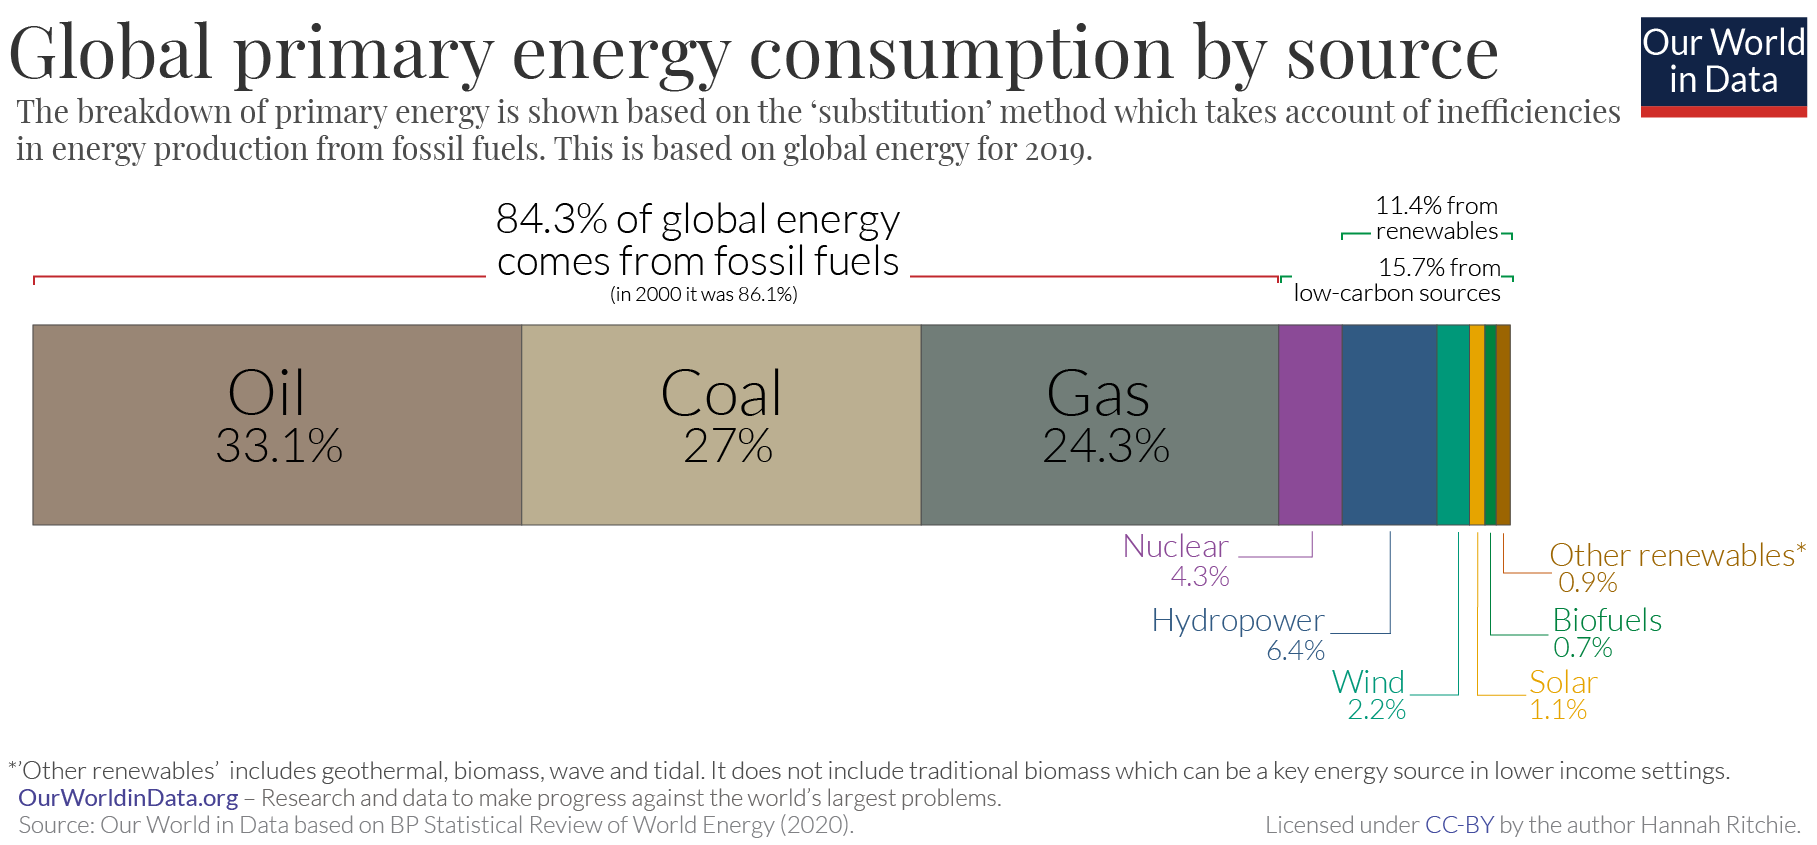 Global primary energy consumption by source
Our World
in Data
The breakdown of primary energy is shown based on the ‘substitution’ method which takes account of inefficiencies
in energy production from fossil fuels. This is based on global energy for 2019.
84.3% of global energy
comes from fossil fuels
(in 2000 it was 86.1%)
11.4% from
renewables
15.7% from
low-carbon sources
Oil
33.1%
Coal
27%
Gas
24.3%
Nuclear
4.3%
Hydropower
6.4%
Wind
2.2%
Other renewables*
0.9%
Biofuels
0.7%
Solar
1.1%
*’Other renewables’ includes geothermal, biomass, wave and tidal. It does not include traditional biomass which can be a key energy source in lower income settings.
OurWorldinData.org – Research and data to make progress against the world’s largest problems.
Source: Our World in Data based on BP Statistical Review of World Energy (2020).
Licensed under CC-BY by the author Hannah Ritchie.